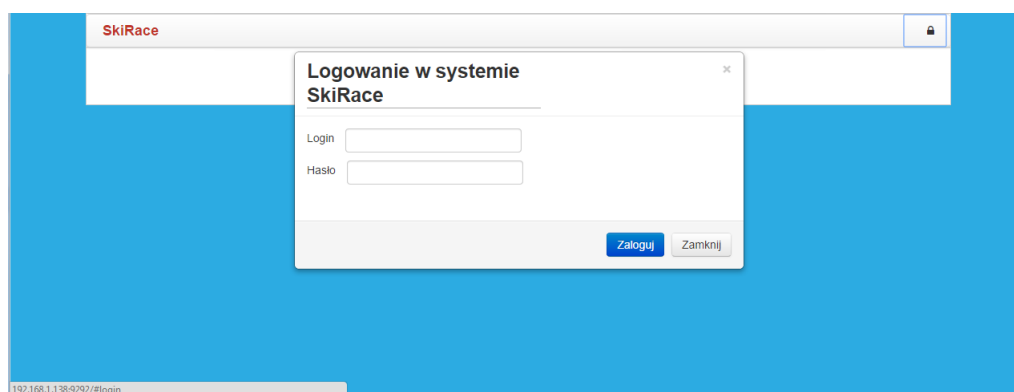 SkiRace
Logowanie w systemie
SkiRace
×
Login
Hasło
Zaloguj
Zamknij
192.168.1.138:9292/#login